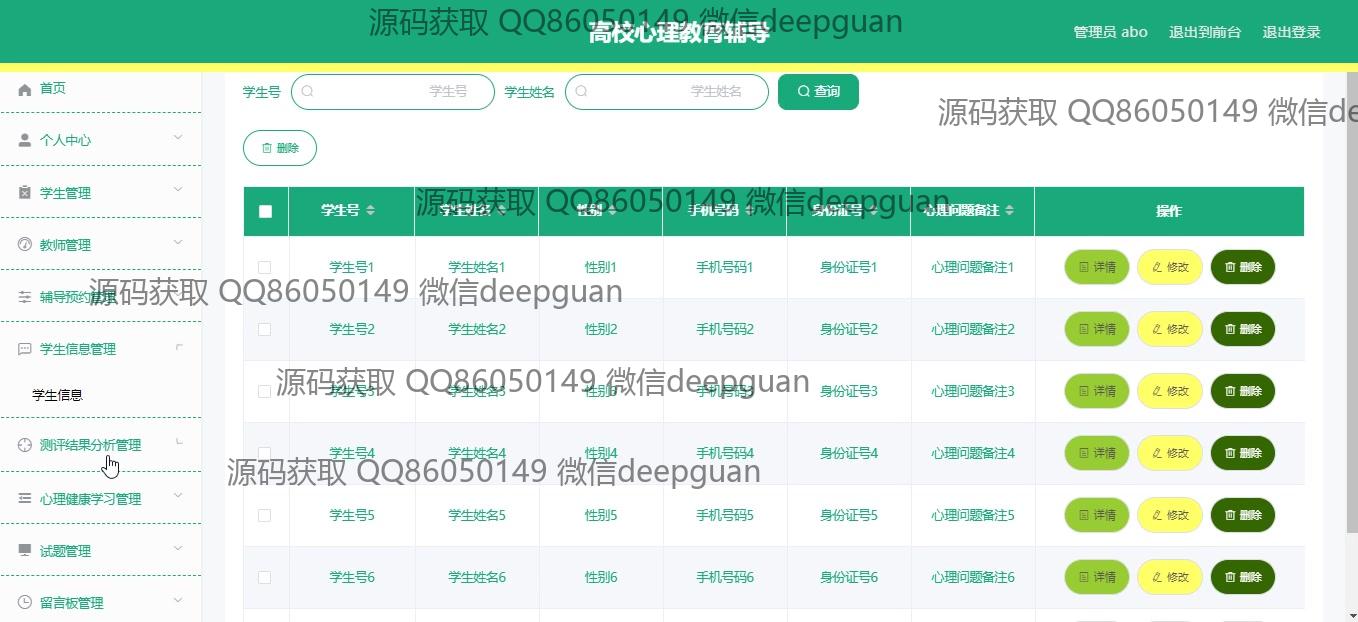 源码获取 QQ86050149 微信deepguan
高校心理教育辅导
管理员 abo 退出到前台 退出登录
首页
个人中心
学生管理
教师管理
辅导预约管理
学生信息管理
学生信息
测评结果分析管理
心理健康学习管理
试题管理
留言板管理
学生号 学生号 学生姓名 学生姓名 查询
源码获取 QQ86050149 微信de
删除
学生号 学生姓名 性别 手机号码 身份证号 心理问题备注 操作
源码获取 QQ86050149 微信deepguan
学生号1 学生姓名1 性别1 手机号码1 身份证号1 心理问题备注1 详情 修改 删除
源码获取 QQ86050149 微信deepguan
学生号2 学生姓名2 性别2 手机号码2 身份证号2 心理问题备注2 详情 修改 删除
源码获取 QQ86050149 微信deepguan
学生号3 学生姓名3 性别3 手机号码3 身份证号3 心理问题备注3 详情 修改 删除
学生号4 学生姓名4 性别4 手机号码4 身份证号4 心理问题备注4 详情 修改 删除
源码获取 QQ86050149 微信deepguan
学生号5 学生姓名5 性别5 手机号码5 身份证号5 心理问题备注5 详情 修改 删除
学生号6 学生姓名6 性别6 手机号码6 身份证号6 心理问题备注6 详情 修改 删除